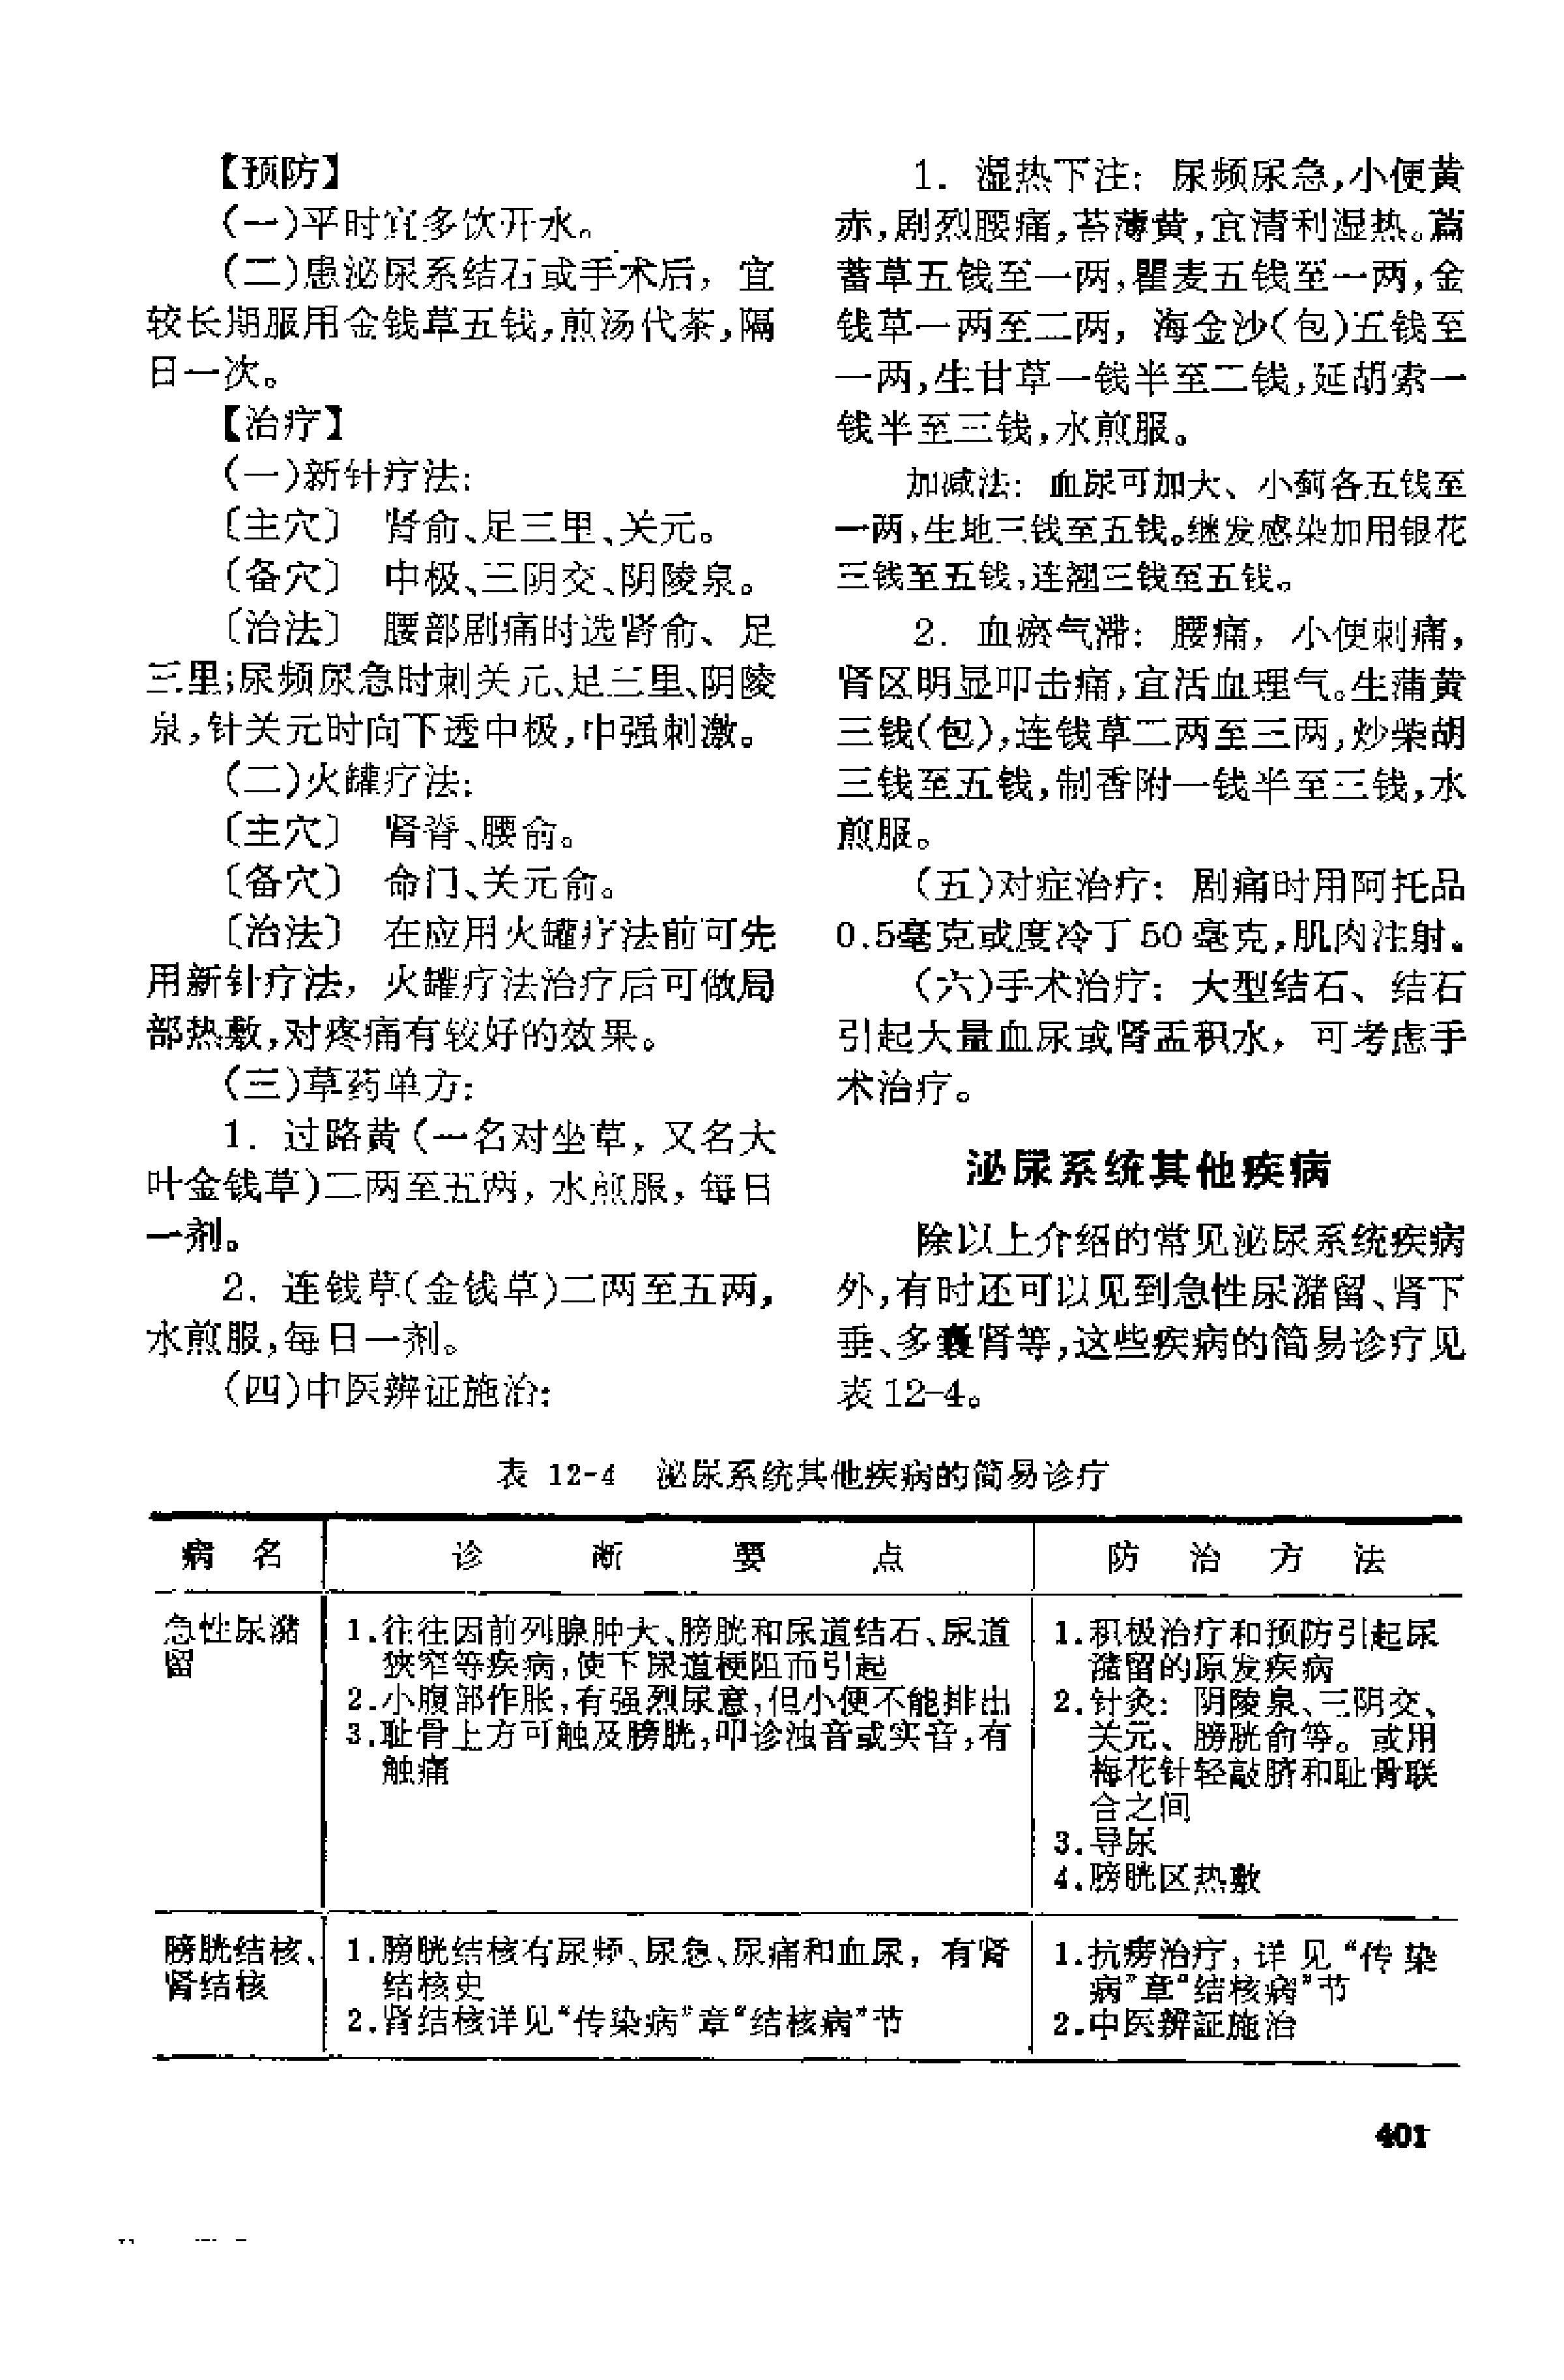 【预防】
(一)平时宜多饮开水。
(二)患泌尿系结石或手术后，宜
较长期服用金钱草五钱,煎汤代茶,隔
日一次。
【治疗】
(一)新针疗法:
〔主穴〕 肾俞、足三里、关元。
〔备穴〕 中极、三阴交、阴陵泉。
〔治法〕 腰部剧痛时选肾俞、足
三里;尿频尿急时刺关元、足三里、阴陵
泉,针关元时向下透中极,中强刺激。
(二)火罐疗法:
〔主穴〕 肾脊、腰俞。
〔备穴〕 命门、关元俞。
〔治法〕 在应用火罐疗法前可先
用新针疗法，火罐疗法治疗后可做局
部热敷,对疼痛有较好的效果。
(三)草药单方:
1. 过路黄(一名对坐草，又名大
叶金钱草)二两至五两，水煎服，每日
一剂。
2. 连钱草(金钱草)二两至五两,
水煎服,每日一剂。
(四)中医辨证施治:
1. 湿热下注: 尿频尿急,小便黄
赤,剧烈腰痛,苔薄黄,宜清利湿热。萹
蓄草五钱至一两,瞿麦五钱至一两,金
钱草一两至二两，海金沙(包)五钱至
一两,生甘草一钱半至二钱,延胡索一
钱半至三钱,水煎服。
加减法: 血尿可加大、小蓟各五钱至
一两,生地三钱至五钱。继发感染加用银花
三钱至五钱,连翘三钱至五钱。
2. 血瘀气滞: 腰痛，小便刺痛,
肾区明显叩击痛,宜活血理气。生蒲黄
三钱(包),连钱草二两至三两,炒柴胡
三钱至五钱,制香附一钱半至三钱,水
煎服。
(五)对症治疗: 剧痛时用阿托品
0.5毫克或度冷丁50毫克,肌肉注射。
(六)手术治疗: 大型结石、结石
引起大量血尿或肾盂积水，可考虑手
术治疗。
泌尿系统其他疾病
除以上介绍的常见泌尿系统疾病
外,有时还可以见到急性尿潴留、肾下
垂、多囊肾等,这些疾病的简易诊疗见
表12-4。
表 12-4 泌尿系统其他疾病的简易诊疗
病 名
诊 断 要 点
防 治 方 法
急性尿潴
留
1.往往因前列腺肿大、膀胱和尿道结石、尿道
狭窄等疾病,使下尿道梗阻而引起
2.小腹部作胀,有强烈尿意,但小便不能排出
3.耻骨上方可触及膀胱,叩诊浊音或实音,有
触痛
1.积极治疗和预防引起尿
潴留的原发疾病
2.针灸: 阴陵泉、三阴交、
关元、膀胱俞等。或用
梅花针轻敲脐和耻骨联
合之间
3.导尿
4.膀胱区热敷
膀胱结核、
肾结核
1.膀胱结核有尿频、尿急、尿痛和血尿，有肾
结核史
2.肾结核详见“传染病”章“结核病”节
1.抗痨治疗，详见“传染
病”章“结核病”节
2.中医辨証施治
401